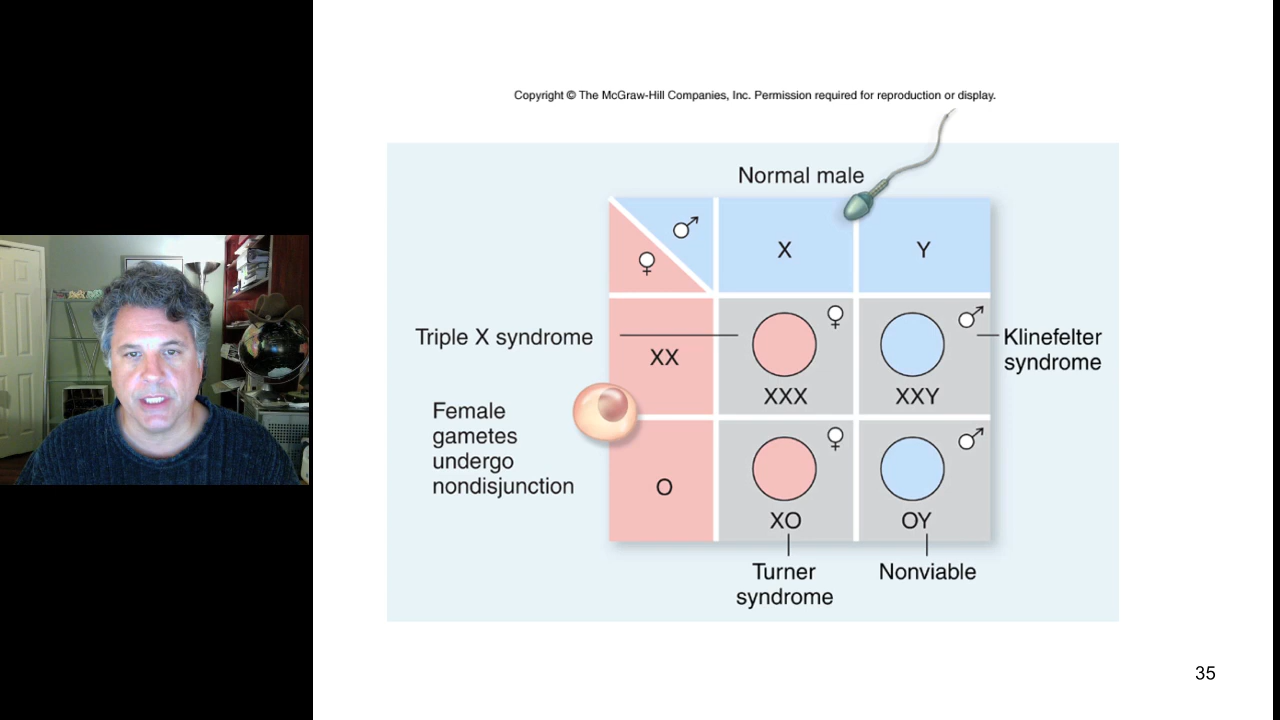 Copyright © The McGraw-Hill Companies, Inc. Permission required for reproduction or display.
Normal male
X
Y
Triple X syndrome
XX
XXX
XXY
Klinefelter
syndrome
Female
gametes
undergo
nondisjunction
O
XO
OY
Turner
syndrome
Nonviable
35